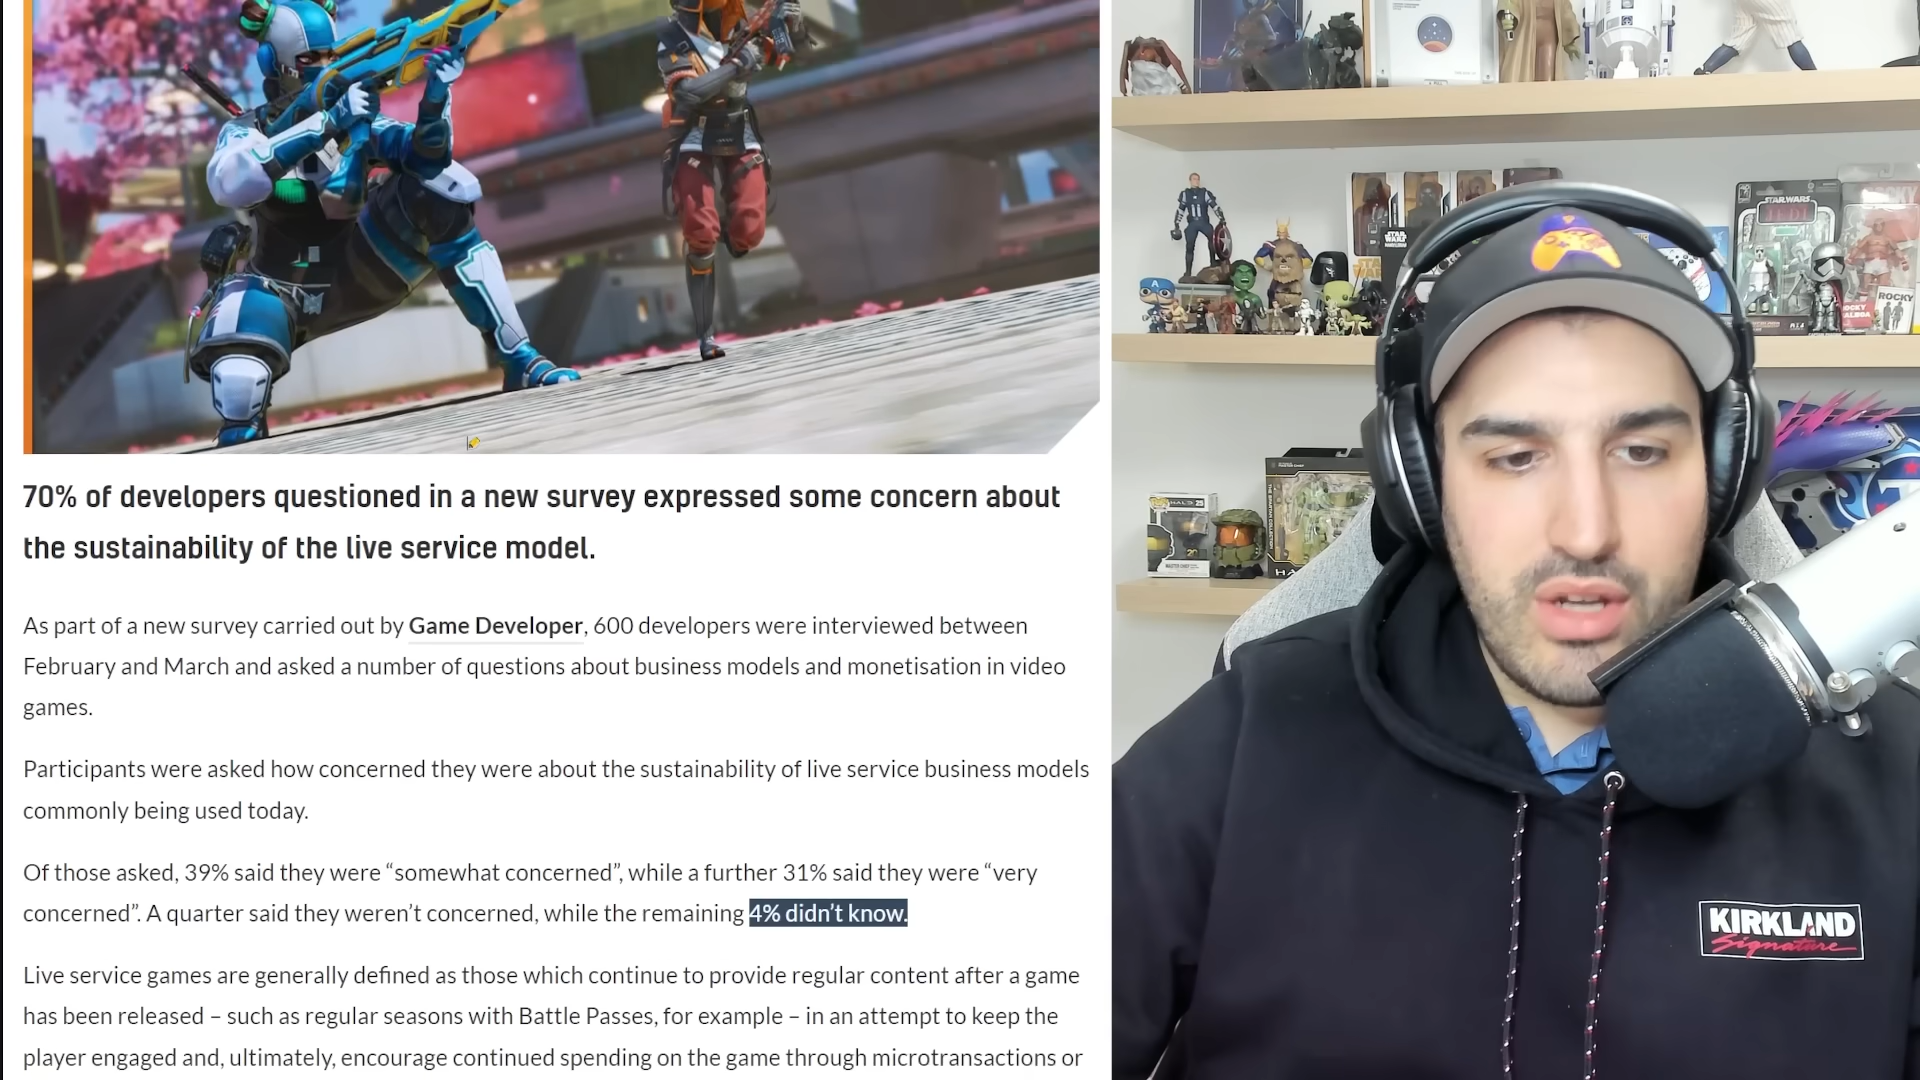 70% of developers questioned in a new survey expressed some concern about
the sustainability of the live service model.
As part of a new survey carried out by Game Developer, 600 developers were interviewed between
February and March and asked a number of questions about business models and monetisation in video
games.
Participants were asked how concerned they were about the sustainability of live service business models
commonly being used today.
Of those asked, 39% said they were “somewhat concerned”, while a further 31% said they were “very
concerned”. A quarter said they weren’t concerned, while the remaining 4% didn’t know.
Live service games are generally defined as those which continue to provide regular content after a game
has been released – such as regular seasons with Battle Passes, for example – in an attempt to keep the
player engaged and, ultimately, encourage continued spending on the game through microtransactions or
STAR WARS
ROCKY
KIRKLAND
Signature